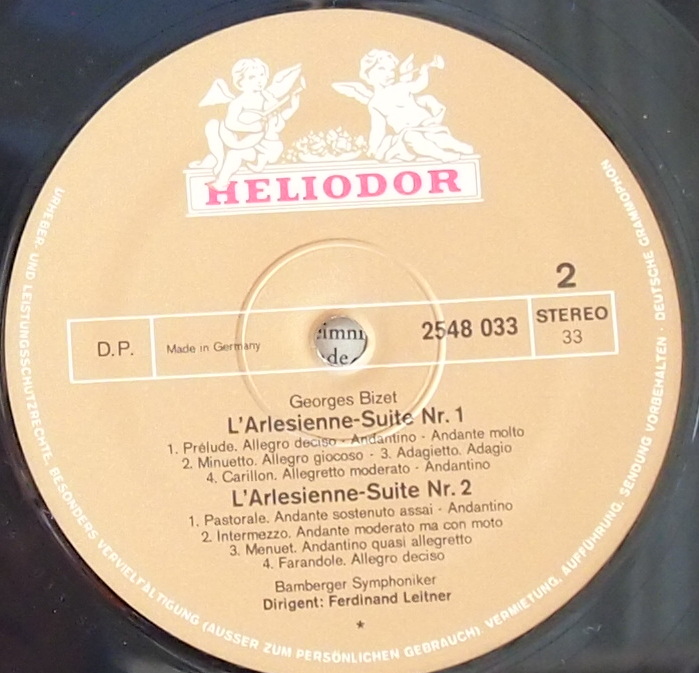 HELIODOR
2
D.P.
Made in Germany
2548 033
STEREO
33
Georges Bizet
L'Arlesienne-Suite Nr. 1
1. Prélude. Allegro deciso - Andantino - Andante molto
2. Minuetto. Allegro giocoso · 3. Adagietto. Adagio
4. Carillon. Allegretto moderato · Andantino
L'Arlesienne-Suite Nr. 2
1. Pastorale. Andante sostenuto assai · Andantino
2. Intermezzo. Andante moderato ma con moto
3. Menuet. Andantino quasi allegretto
4. Farandole. Allegro deciso
Bamberger Symphoniker
Dirigent: Ferdinand Leitner
*
URHEBER- UND LEISTUNGSSCHUTZRECHTE, BESONDERS VERVIELFÄLTIGUNG (AUSSER ZUM PERSÖNLICHEN GEBRAUCH), VERMIETUNG, AUFFÜHRUNG, SENDUNG VORBEHALTEN · DEUTSCHE GRAMMOPHON